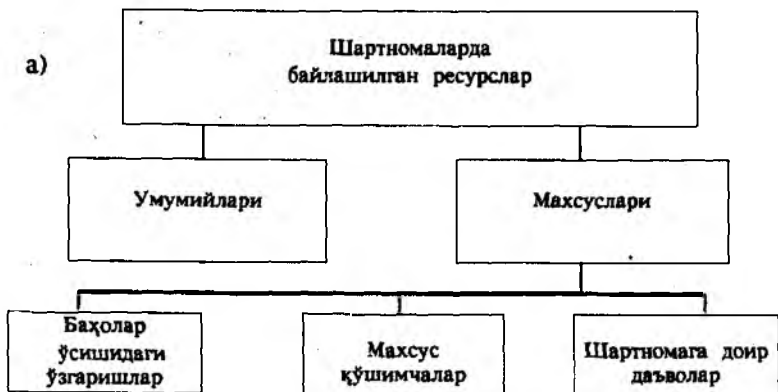 а)
Шартномаларда
байлашилган ресурслар
Умумийлари
Махсуслари
Баҳолар
ўсишидаги
ўзгаришлар
Махсус
қўшимчалар
Шартномага доир
даъволар